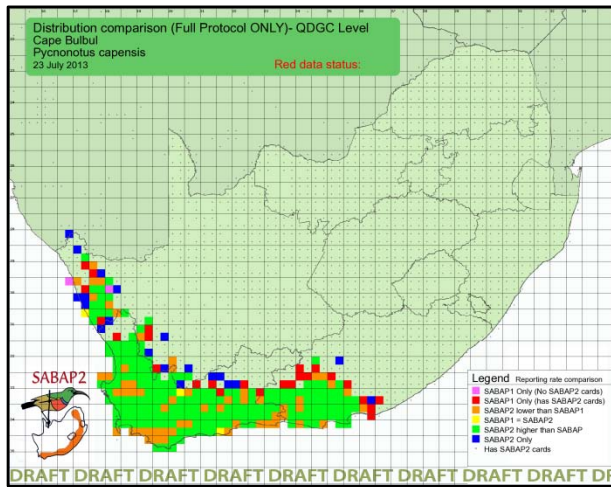 Distribution comparison (Full Protocol ONLY)- QDGC Level
Cape Bulbul
Pycnonotus capensis
23 July 2013
Red data status:
SABAP2
Legend Reporting rate comparison
SABAP1 Only (No SABAP2 cards)
SABAP1 Only (has SABAP2 cards)
SABAP2 lower than SABAP1
SABAP1 = SABAP2
SABAP2 higher than SABAP
SABAP2 Only
Has SABAP2 cards
DRAFT DRAFT DRAFT DRAFT DRAFT DRAFT DRAFT DRAFT DR